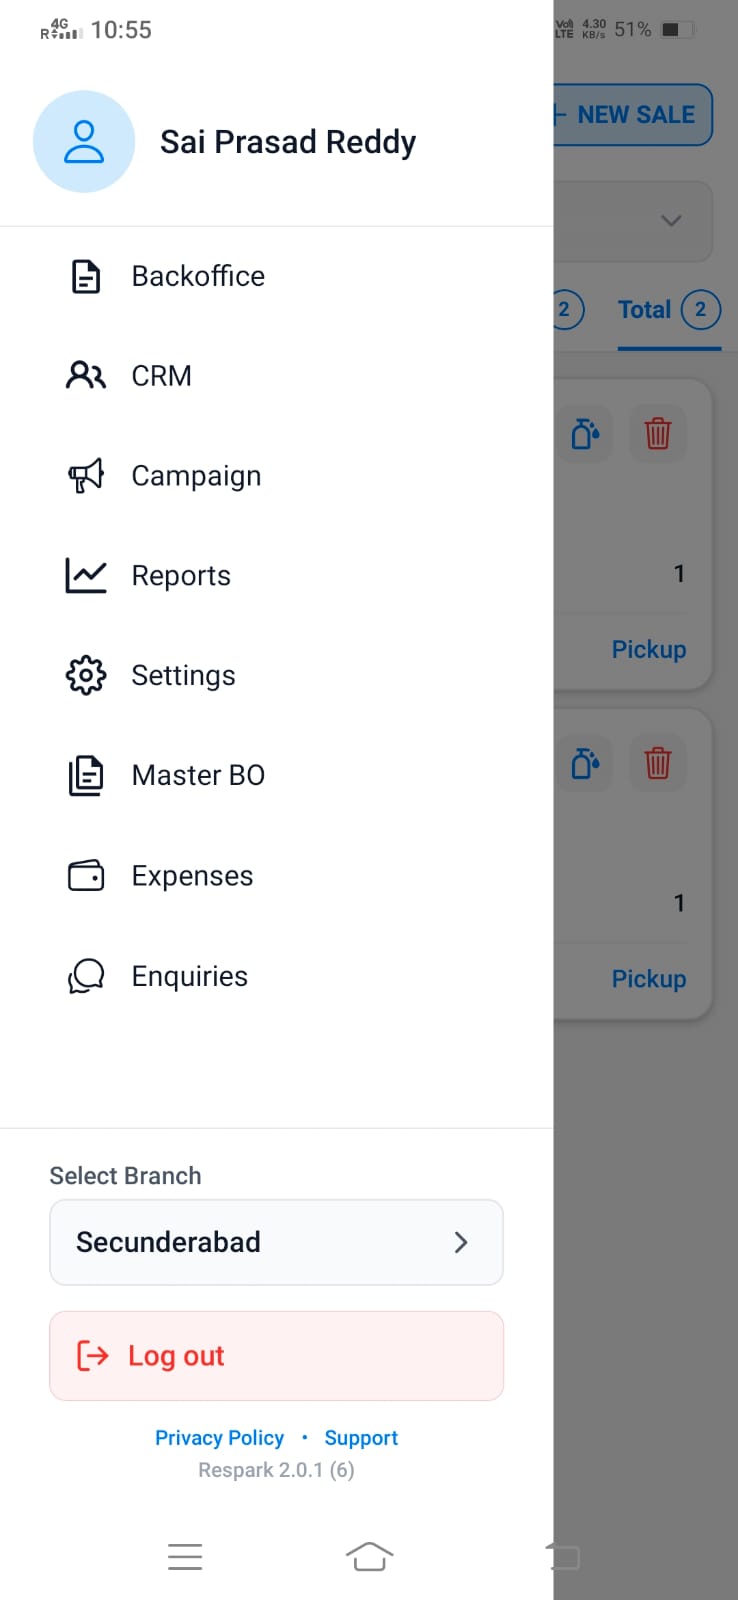 4G
R 10:55
Vo)
LTE
4.30
KB/s
51%
Sai Prasad Reddy
NEW SALE
2
Total 2
Backoffice
CRM
Campaign
Reports
1
Pickup
Settings
Master BO
Expenses
1
Enquiries
Pickup
Select Branch
Secunderabad
Log out
Privacy Policy • Support
Respark 2.0.1 (6)